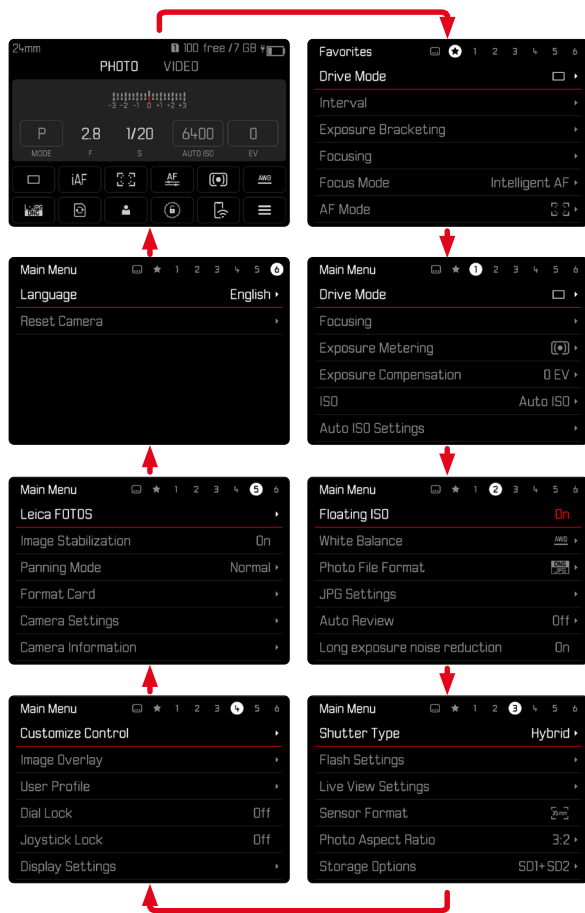 24mm 1 100 free /7 GB
PHOTO VIDEO
-3 -2 -1 0 +1 +2 +3
P 2.8 1/20 6400 0
MODE F S AUTO ISO EV
iAF AF AWB
L-JPG DNG
Favorites 1 2 3 4 5 6
Drive Mode
Interval
Exposure Bracketing
Focusing
Focus Mode Intelligent AF
AF Mode
Main Menu 1 2 3 4 5 6
Language English
Reset Camera
Main Menu 1 2 3 4 5 6
Drive Mode
Focusing
Exposure Metering
Exposure Compensation 0 EV
ISO Auto ISO
Auto ISO Settings
Main Menu 1 2 3 4 5 6
Leica FOTOS
Image Stabilization On
Panning Mode Normal
Format Card
Camera Settings
Camera Information
Main Menu 1 2 3 4 5 6
Floating ISO On
White Balance AWB
Photo File Format DNG JPG
JPG Settings
Auto Review Off
Long exposure noise reduction On
Main Menu 1 2 3 4 5 6
Customize Control
Image Overlay
User Profile
Dial Lock Off
Joystick Lock Off
Display Settings
Main Menu 1 2 3 4 5 6
Shutter Type Hybrid
Flash Settings
Live View Settings
Sensor Format 35mm
Photo Aspect Ratio 3:2
Storage Options SD1+SD2